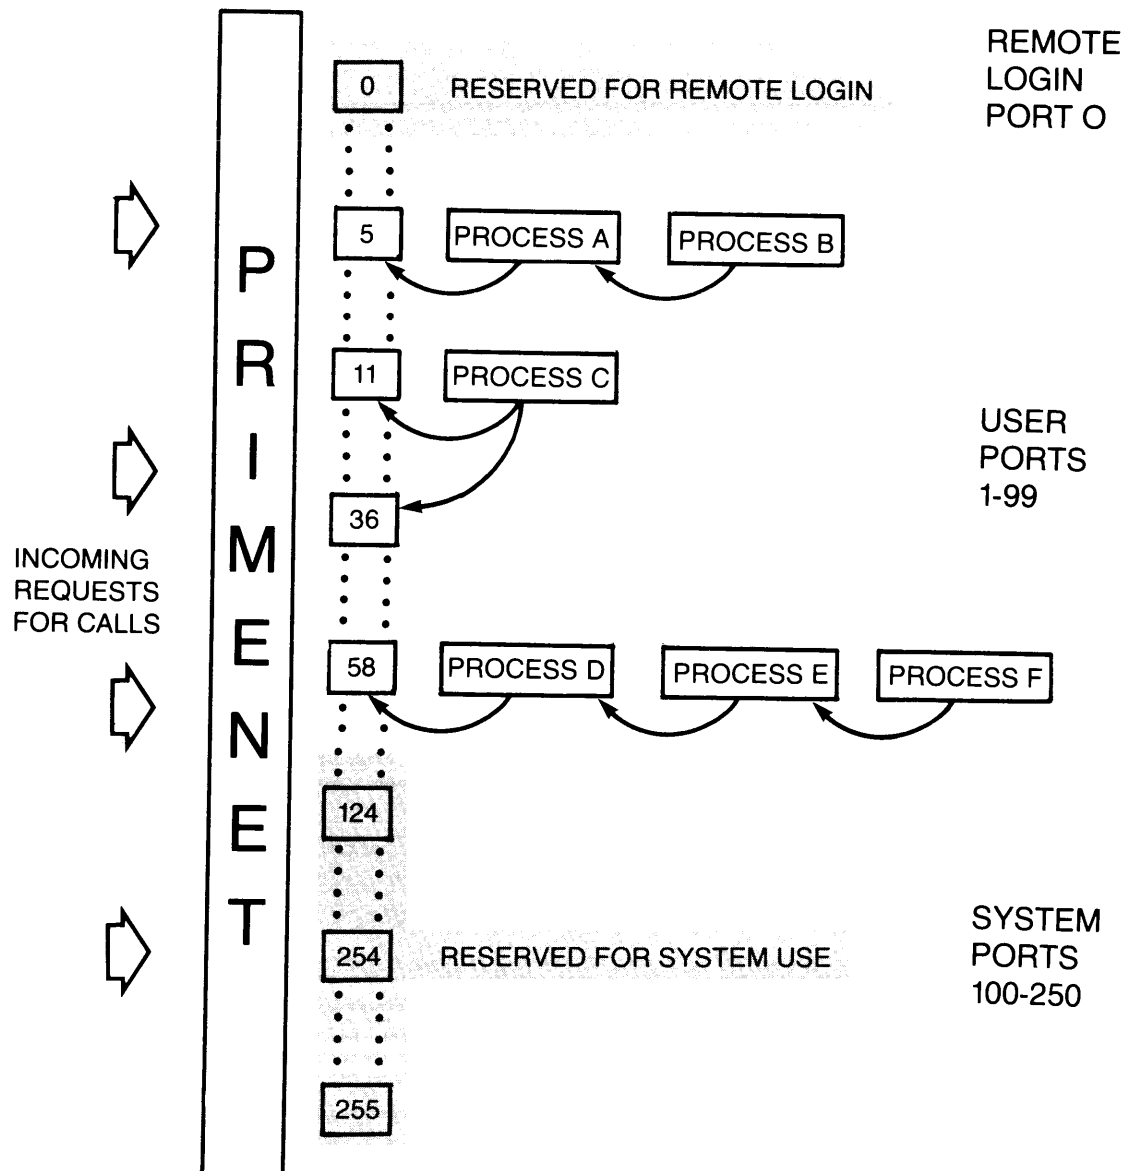 REMOTE
LOGIN
PORT O
0
RESERVED FOR REMOTE LOGIN
5
PROCESS A
PROCESS B
PRIMENET
11
PROCESS C
USER
PORTS
1-99
36
INCOMING
REQUESTS
FOR CALLS
58
PROCESS D
PROCESS E
PROCESS F
124
254
RESERVED FOR SYSTEM USE
SYSTEM
PORTS
100-250
255